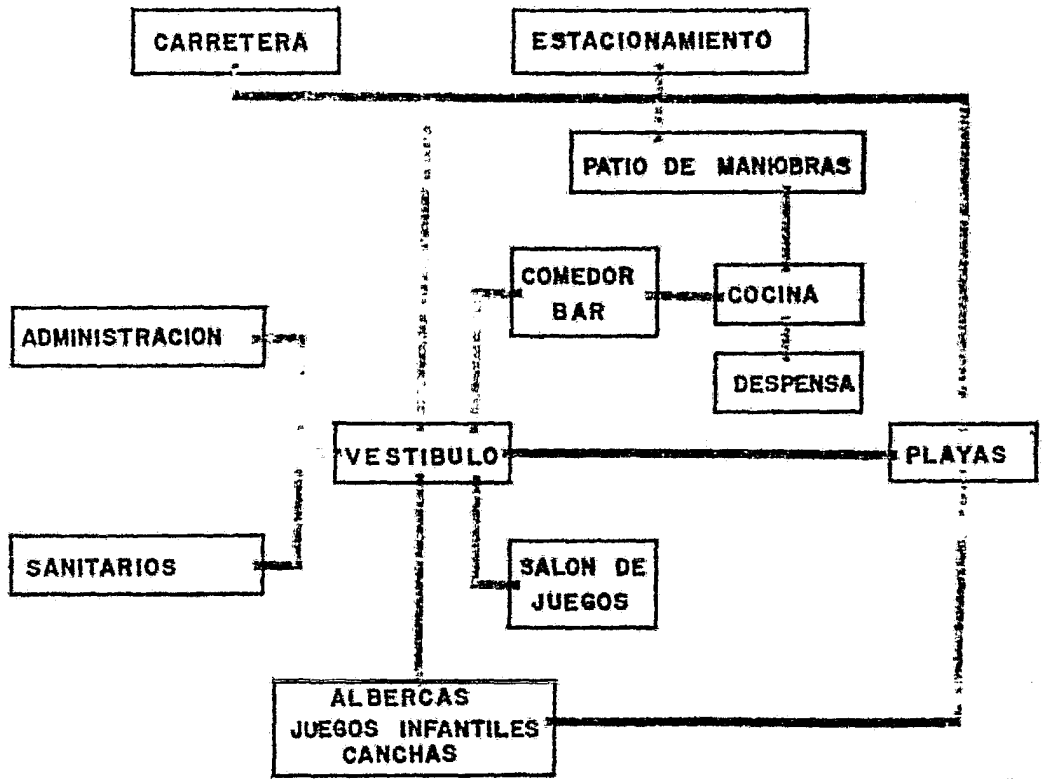 CARRETERA
ESTACIONAMIENTO
PATIO DE MANIOBRAS
COMEDOR
BAR
COCINA
ADMINISTRACION
DESPENSA
VESTIBULO
PLAYAS
SANITARIOS
SALON DE
JUEGOS
ALBERCAS
JUEGOS INFANTILES
CANCHAS